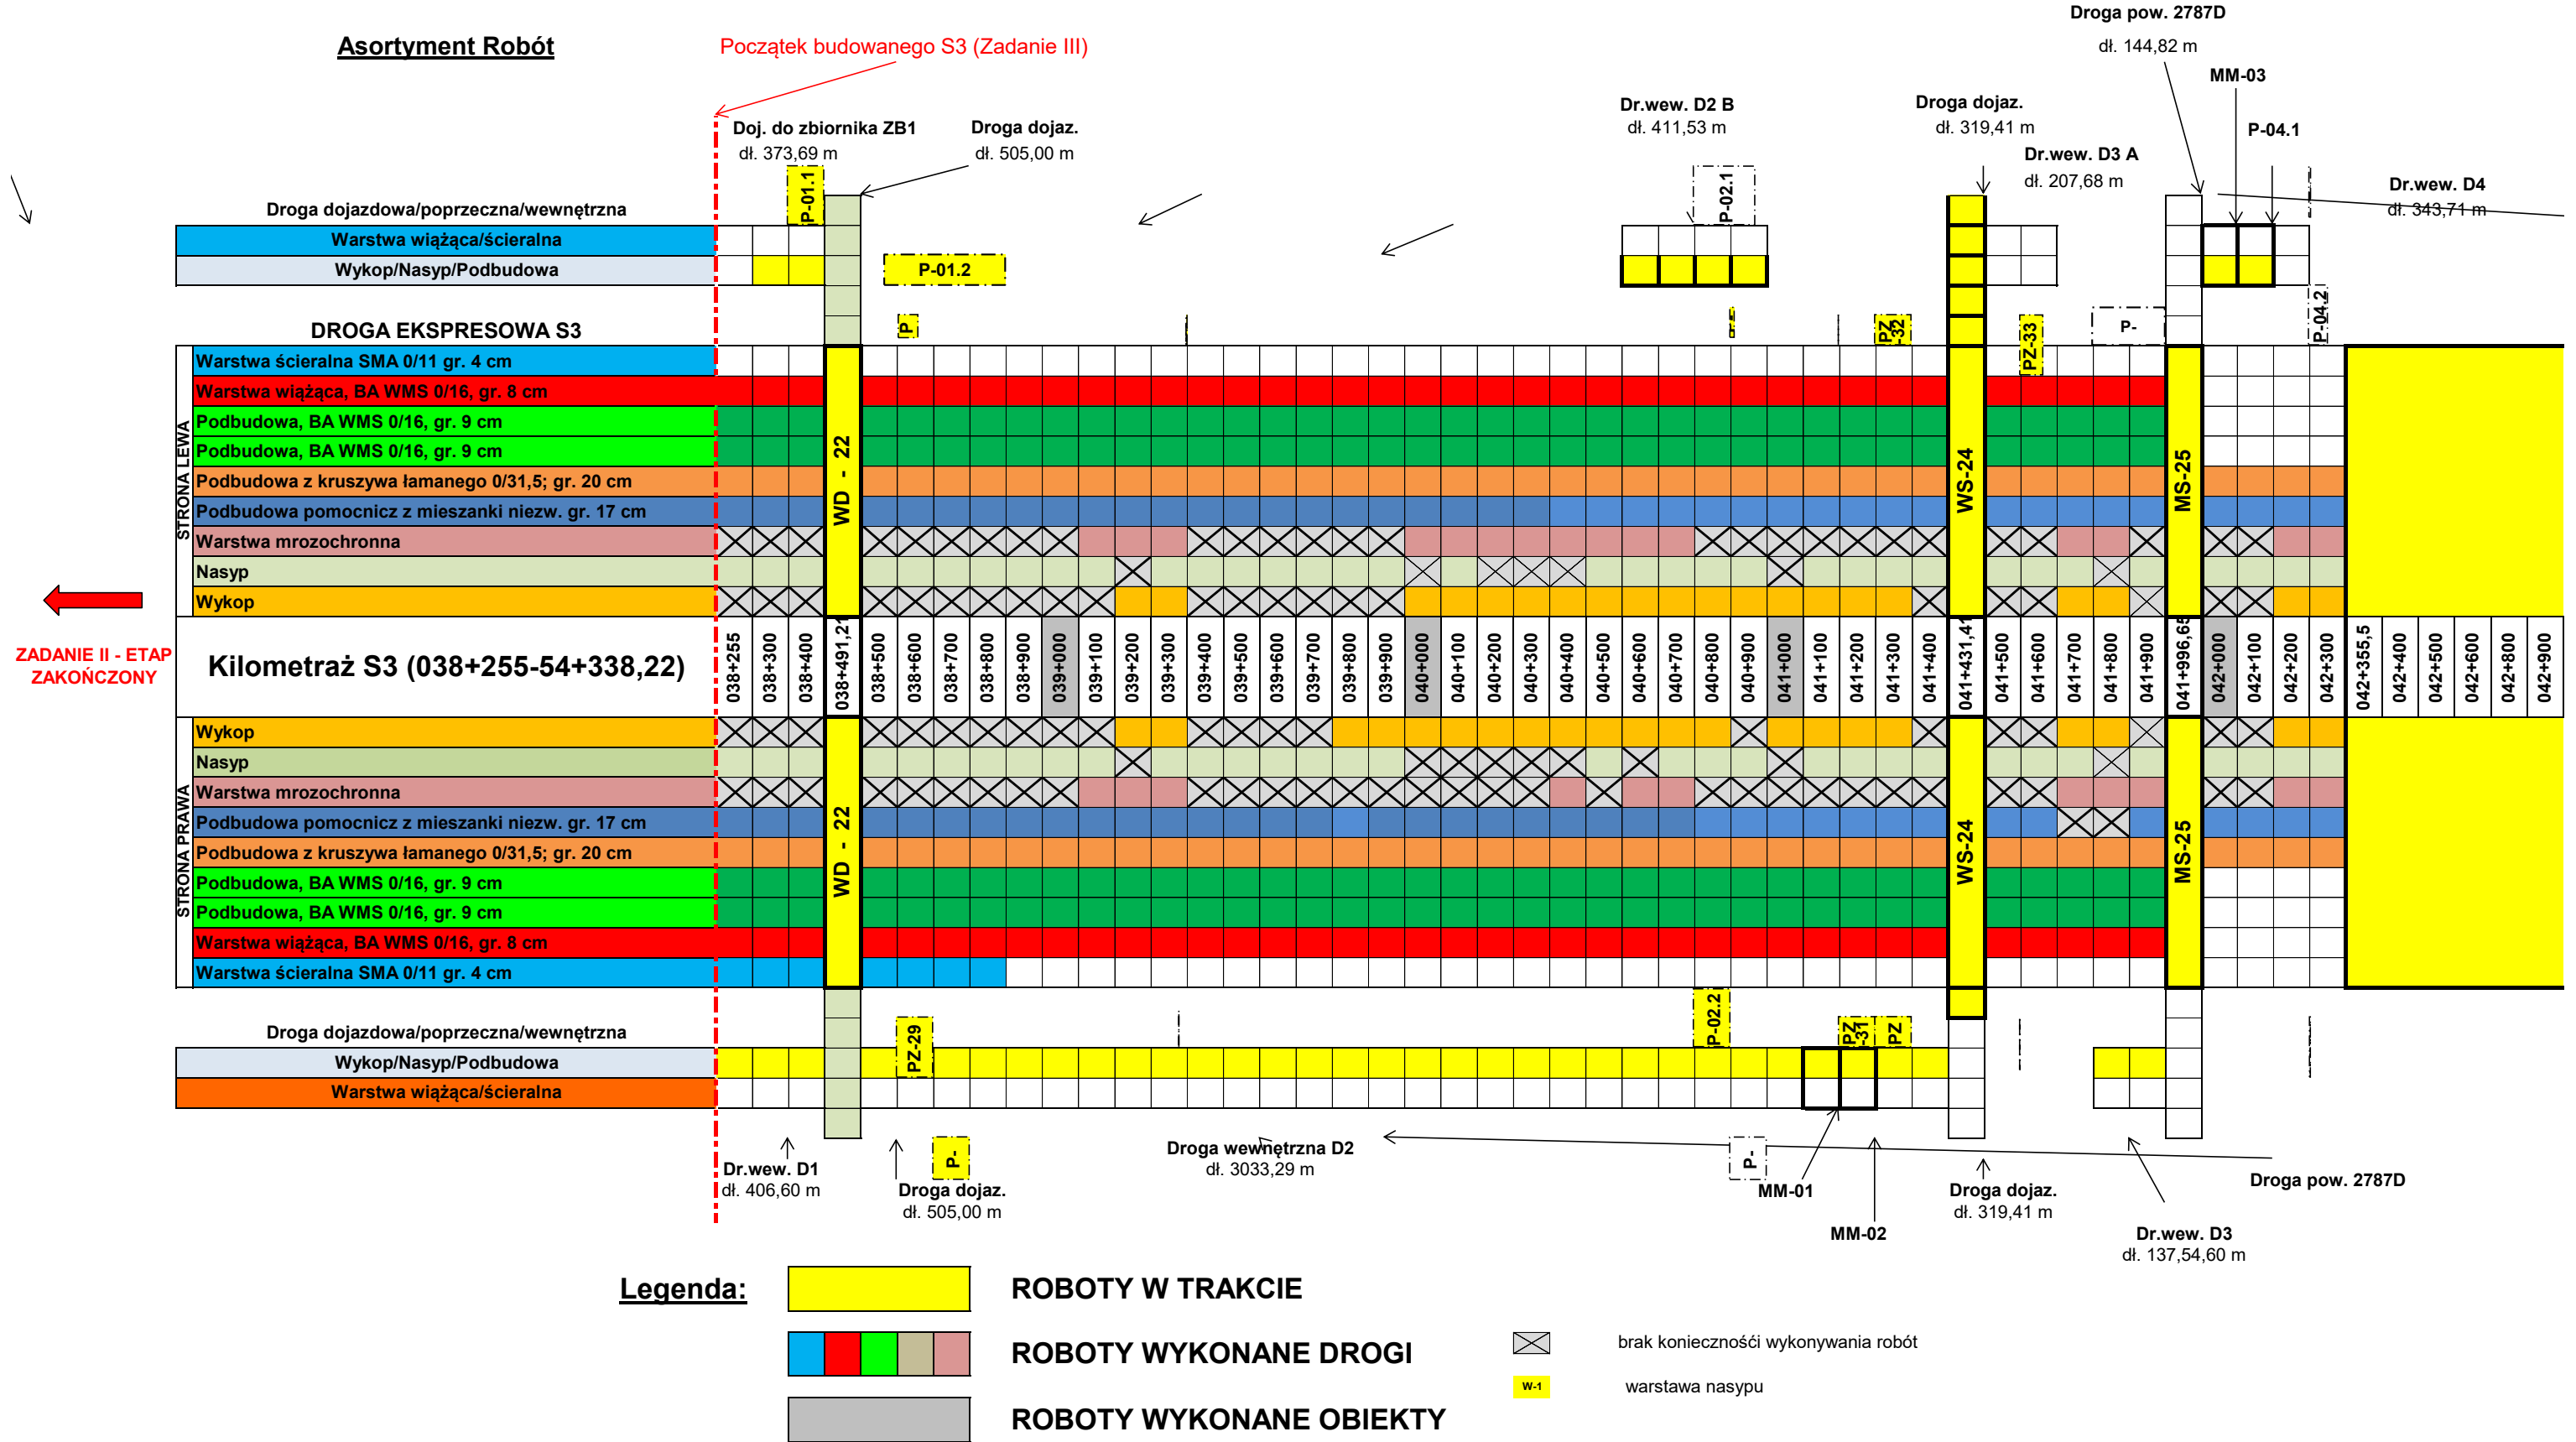 Droga pow. 2787D
dł. 144,82 m
Asortyment Robót
Początek budowanego S3 (Zadanie III)
MM-03
Dr.wew. D2 B
dł. 411,53 m
Droga dojaz.
dł. 319,41 m
P-04.1
Doj. do zbiornika ZB1
dł. 373,69 m
Droga dojaz.
dł. 505,00 m
Dr.wew. D3 A
dł. 207,68 m
Dr.wew. D4
dł. 343,71 m
P-01.1
P-02.1
Droga dojazdowa/poprzeczna/wewnętrzna
Warstwa wiążąca/ścieralna
Wykop/Nasyp/Podbudowa
P-01.2
P-04.2
DROGA EKSPRESOWA S3
P
PZ
-32
PZ-33
P-
STRONA LEWA
Warstwa ścieralna SMA 0/11 gr. 4 cm
Warstwa wiążąca, BA WMS 0/16, gr. 8 cm
Podbudowa, BA WMS 0/16, gr. 9 cm
Podbudowa, BA WMS 0/16, gr. 9 cm
Podbudowa z kruszywa łamanego 0/31,5; gr. 20 cm
Podbudowa pomocnicz z mieszanki niezw. gr. 17 cm
Warstwa mrozochronna
Nasyp
Wykop
WD - 22
WS-24
MS-25
ZADANIE II - ETAP
ZAKOŃCZONY
Kilometraż S3 (038+255-54+338,22)
038+255
038+300
038+400
038+491,21
038+500
038+600
038+700
038+800
038+900
039+000
039+100
039+200
039+300
039+400
039+500
039+600
039+700
039+800
039+900
040+000
040+100
040+200
040+300
040+400
040+500
040+600
040+700
040+800
040+900
041+000
041+100
041+200
041+300
041+400
041+431,41
041+500
041+600
041+700
041+800
041+900
041+996,65
042+000
042+100
042+200
042+300
042+355,5
042+400
042+500
042+600
042+800
042+900
STRONA PRAWA
Wykop
Nasyp
Warstwa mrozochronna
Podbudowa pomocnicz z mieszanki niezw. gr. 17 cm
Podbudowa z kruszywa łamanego 0/31,5; gr. 20 cm
Podbudowa, BA WMS 0/16, gr. 9 cm
Podbudowa, BA WMS 0/16, gr. 9 cm
Warstwa wiążąca, BA WMS 0/16, gr. 8 cm
Warstwa ścieralna SMA 0/11 gr. 4 cm
WD - 22
WS-24
MS-25
Droga dojazdowa/poprzeczna/wewnętrzna
Wykop/Nasyp/Podbudowa
Warstwa wiążąca/ścieralna
PZ-29
P-02.2
PZ
-31
PZ
P-
P-
Dr.wew. D1
dł. 406,60 m
Droga dojaz.
dł. 505,00 m
Droga wewnętrzna D2
dł. 3033,29 m
MM-01
MM-02
Droga dojaz.
dł. 319,41 m
Droga pow. 2787D
Dr.wew. D3
dł. 137,54,60 m
Legenda:
ROBOTY W TRAKCIE
ROBOTY WYKONANE DROGI
ROBOTY WYKONANE OBIEKTY
brak koniecznośći wykonywania robót
W-1
warstawa nasypu